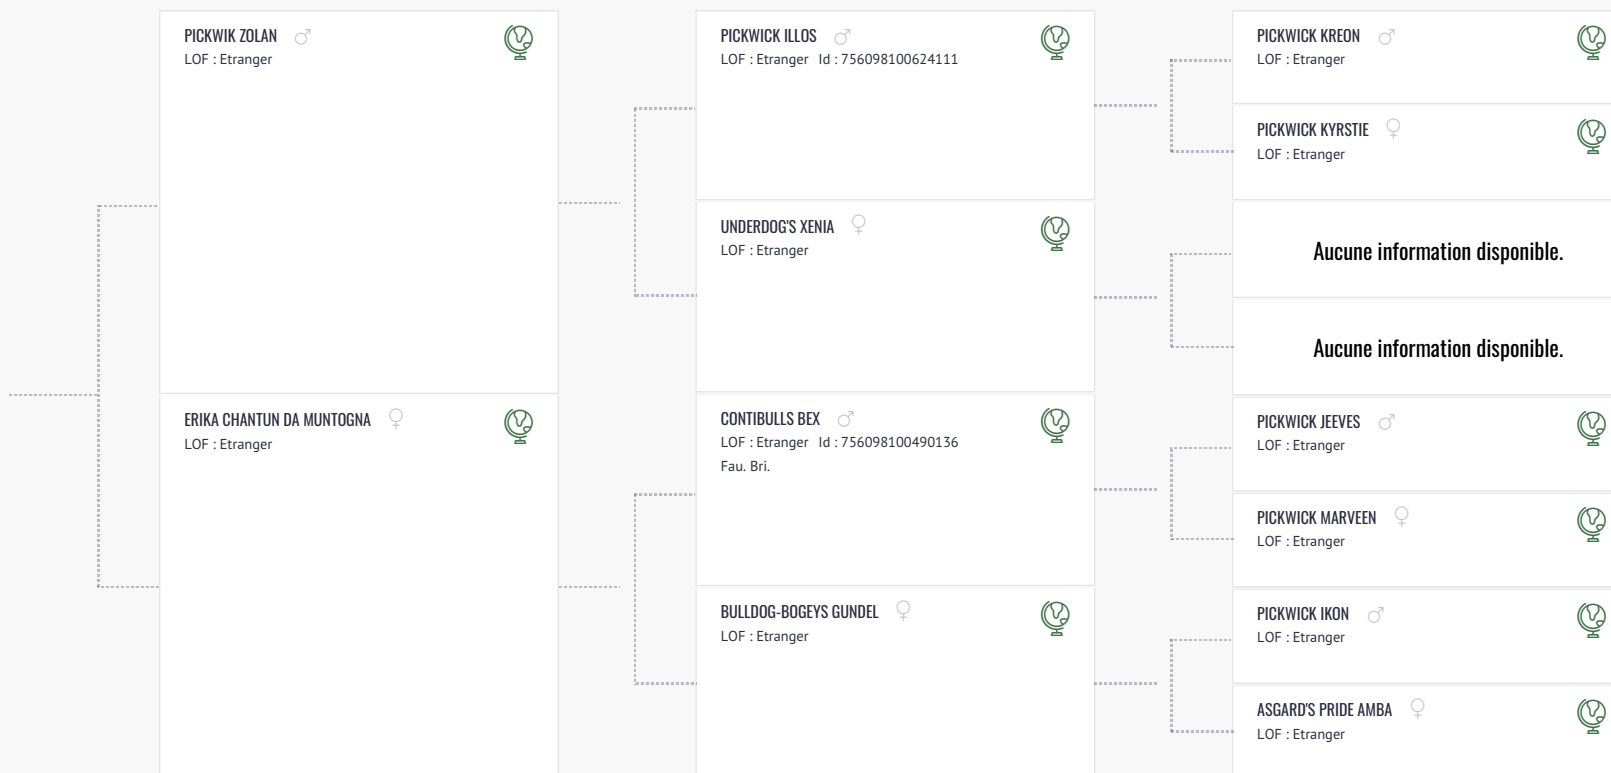 PICKWIK ZOLAN
LOF : Etranger
ERIKA CHANTUN DA MUNTOGNA
LOF : Etranger
PICKWICK ILLOS
LOF : Etranger Id : 756098100624111
UNDERDOG'S XENIA
LOF : Etranger
CONTIBULLS BEX
LOF : Etranger Id : 756098100490136
Fau. Bri.
BULLDOG-BOGEYS GUNDEL
LOF : Etranger
PICKWICK KREON
LOF : Etranger
PICKWICK KYRSTIE
LOF : Etranger
Aucune information disponible.
Aucune information disponible.
PICKWICK JEEVES
LOF : Etranger
PICKWICK MARVEEN
LOF : Etranger
PICKWICK IKON
LOF : Etranger
ASGARD'S PRIDE AMBA
LOF : Etranger